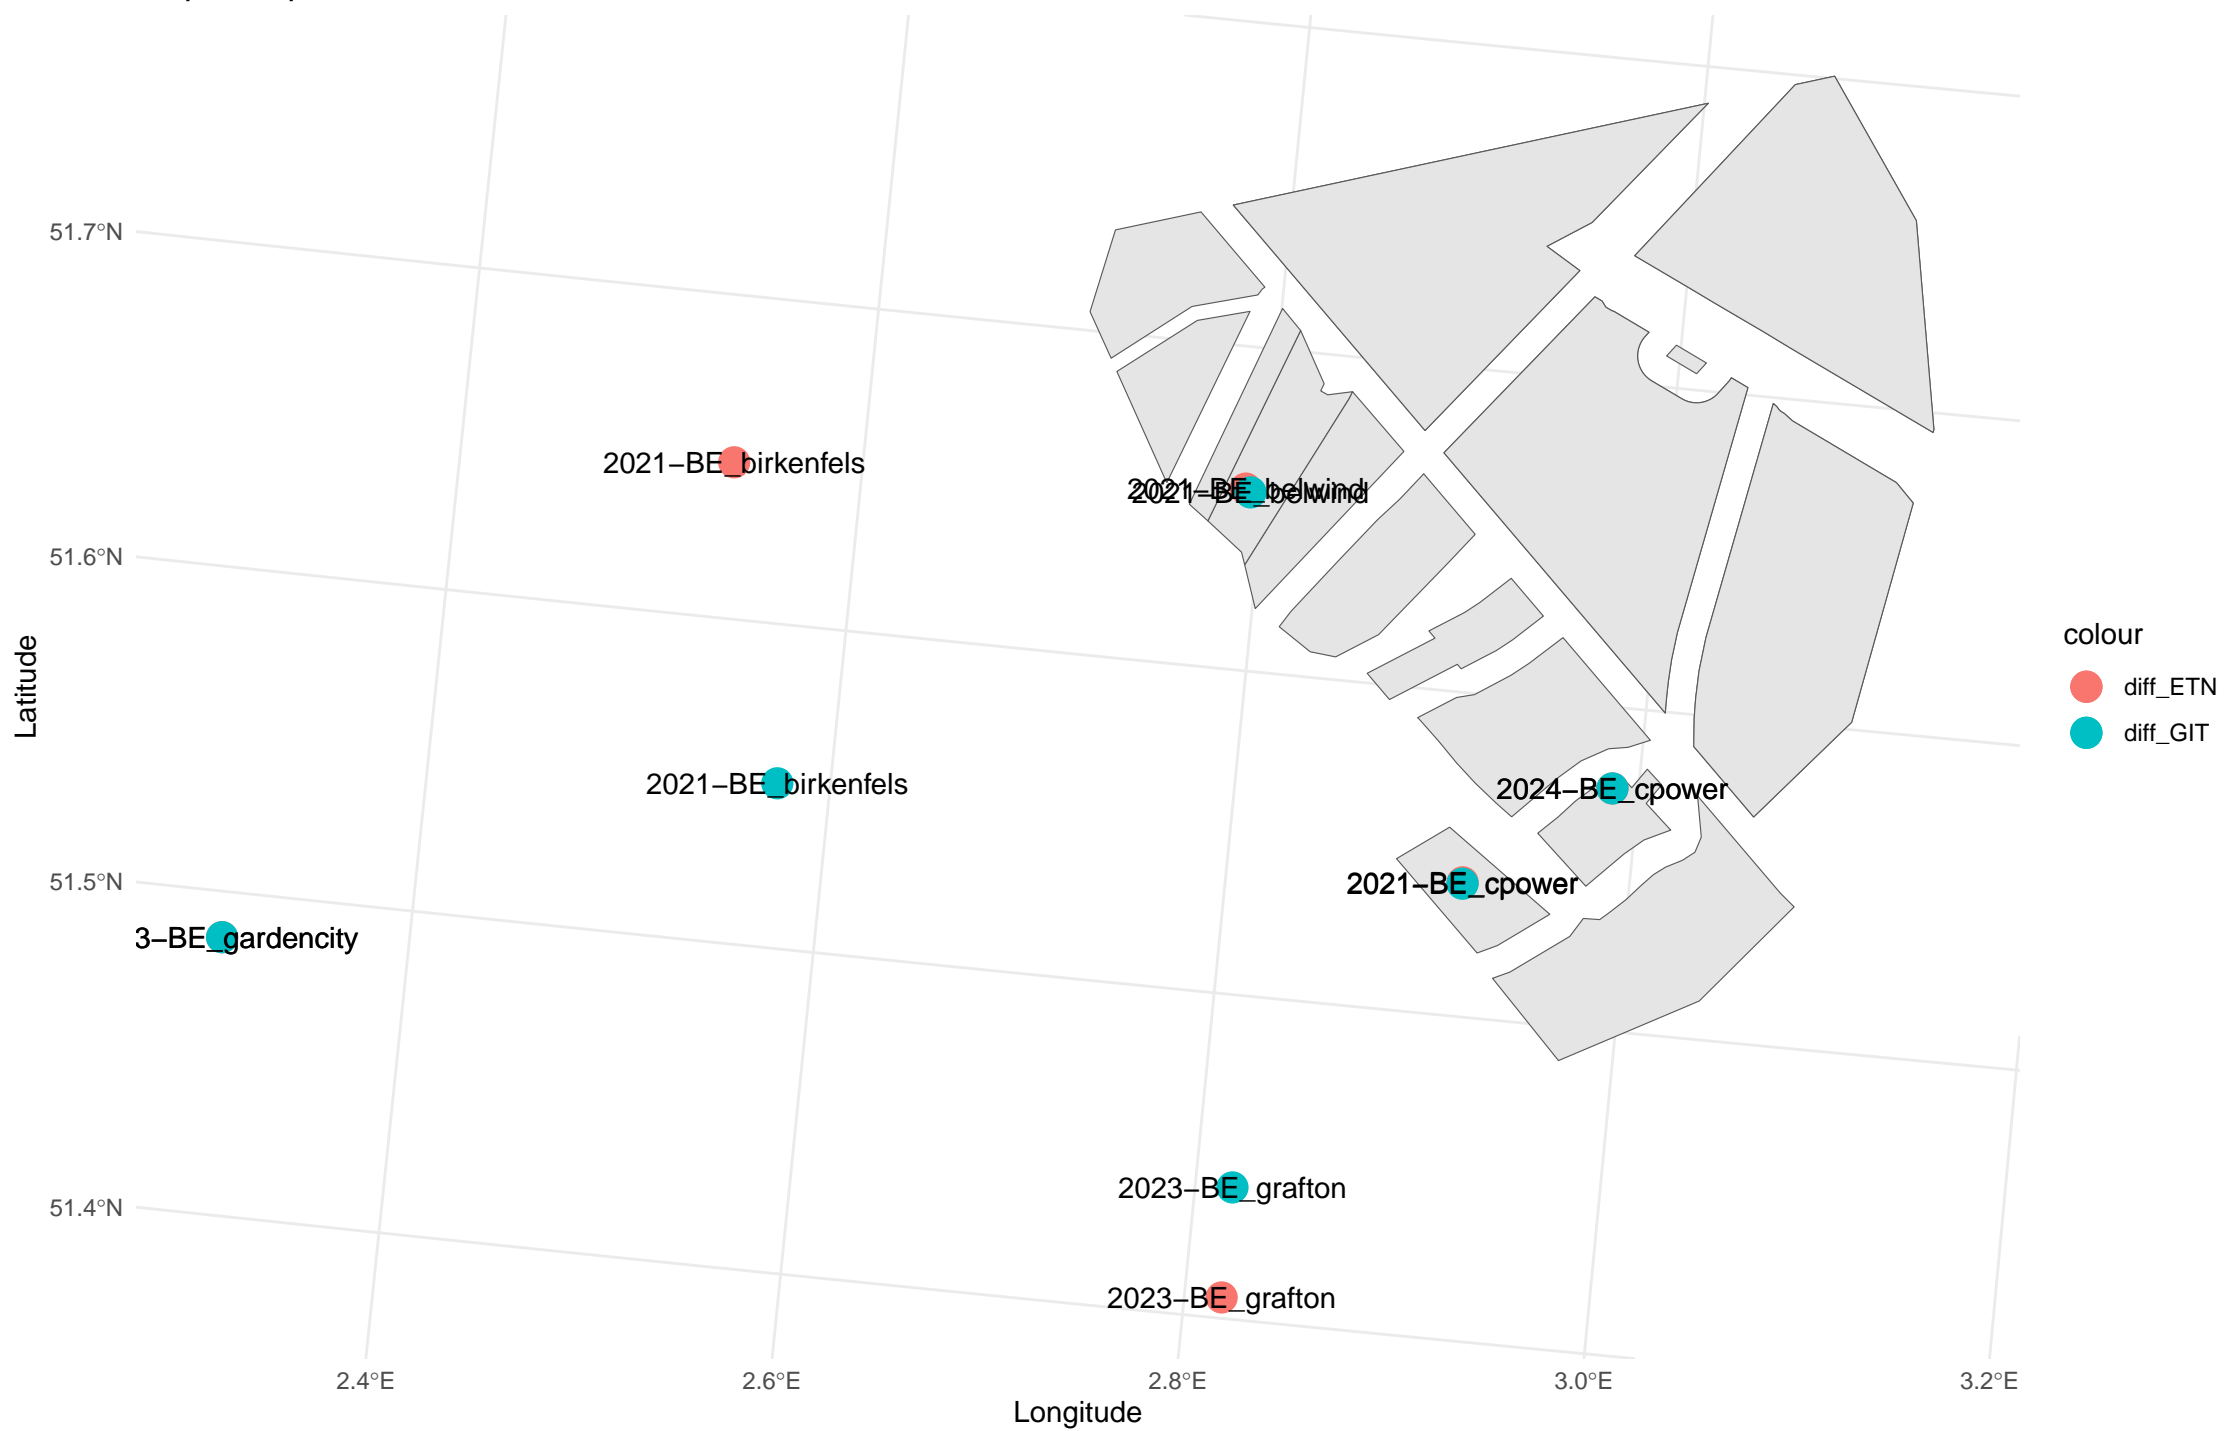 51.7°N
2021−BE_birkenfels
2021−BE_belwind
2021−BE_belwind
51.6°N
Latitude
colour
diff_ETN
diff_GIT
2021−BE_birkenfels
2024−BE_cpower
51.5°N
2021−BE_cpower
3−BE_gardencity
2023−BE_grafton
51.4°N
2023−BE_grafton
2.4°E
2.6°E
2.8°E
3.0°E
3.2°E
Longitude